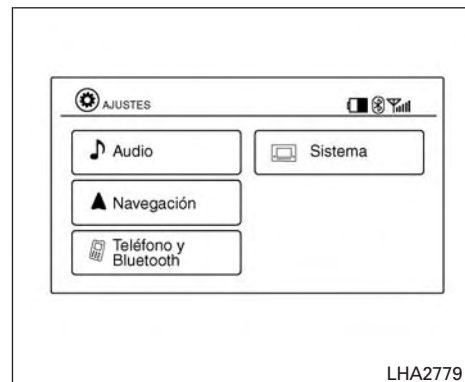 AJUSTES
Audio
Sistema
Navegación
Teléfono y
Bluetooth
LHA2779